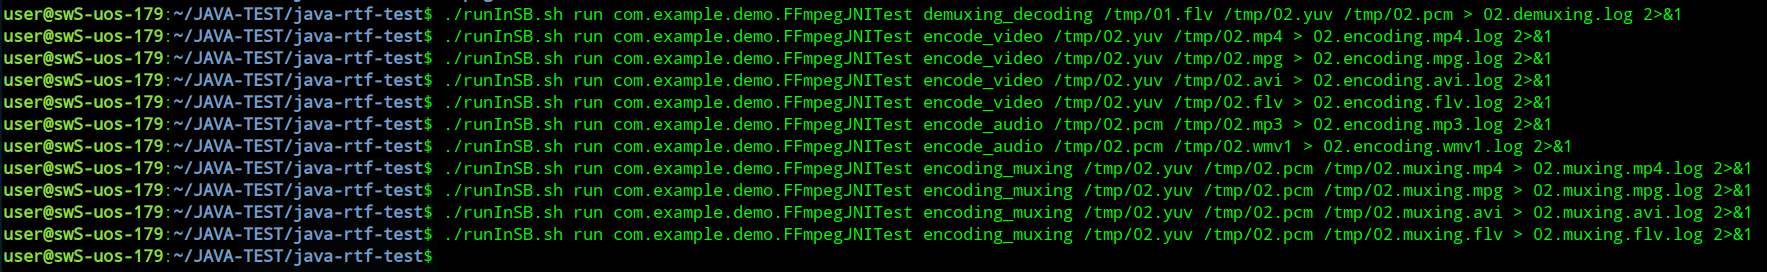 user@swS-uos-179:~/JAVA-TEST/java-rtf-test$ ./runInSB.sh run com.example.demo.FFmpegJNITest demuxing_decoding /tmp/01.flv /tmp/02.yuv /tmp/02.pcm > 02.demuxing.log 2>&1
user@swS-uos-179:~/JAVA-TEST/java-rtf-test$ ./runInSB.sh run com.example.demo.FFmpegJNITest encode_video /tmp/02.yuv /tmp/02.mp4 > 02.encoding.mp4.log 2>&1
user@swS-uos-179:~/JAVA-TEST/java-rtf-test$ ./runInSB.sh run com.example.demo.FFmpegJNITest encode_video /tmp/02.yuv /tmp/02.mpg > 02.encoding.mpg.log 2>&1
user@swS-uos-179:~/JAVA-TEST/java-rtf-test$ ./runInSB.sh run com.example.demo.FFmpegJNITest encode_video /tmp/02.yuv /tmp/02.avi > 02.encoding.avi.log 2>&1
user@swS-uos-179:~/JAVA-TEST/java-rtf-test$ ./runInSB.sh run com.example.demo.FFmpegJNITest encode_video /tmp/02.yuv /tmp/02.flv > 02.encoding.flv.log 2>&1
user@swS-uos-179:~/JAVA-TEST/java-rtf-test$ ./runInSB.sh run com.example.demo.FFmpegJNITest encode_audio /tmp/02.pcm /tmp/02.mp3 > 02.encoding.mp3.log 2>&1
user@swS-uos-179:~/JAVA-TEST/java-rtf-test$ ./runInSB.sh run com.example.demo.FFmpegJNITest encode_audio /tmp/02.pcm /tmp/02.wmv1 > 02.encoding.wmv1.log 2>&1
user@swS-uos-179:~/JAVA-TEST/java-rtf-test$ ./runInSB.sh run com.example.demo.FFmpegJNITest encoding_muxing /tmp/02.yuv /tmp/02.pcm /tmp/02.muxing.mp4 > 02.muxing.mp4.log 2>&1
user@swS-uos-179:~/JAVA-TEST/java-rtf-test$ ./runInSB.sh run com.example.demo.FFmpegJNITest encoding_muxing /tmp/02.yuv /tmp/02.pcm /tmp/02.muxing.mpg > 02.muxing.mpg.log 2>&1
user@swS-uos-179:~/JAVA-TEST/java-rtf-test$ ./runInSB.sh run com.example.demo.FFmpegJNITest encoding_muxing /tmp/02.yuv /tmp/02.pcm /tmp/02.muxing.avi > 02.muxing.avi.log 2>&1
user@swS-uos-179:~/JAVA-TEST/java-rtf-test$ ./runInSB.sh run com.example.demo.FFmpegJNITest encoding_muxing /tmp/02.yuv /tmp/02.pcm /tmp/02.muxing.flv > 02.muxing.flv.log 2>&1
user@swS-uos-179:~/JAVA-TEST/java-rtf-test$